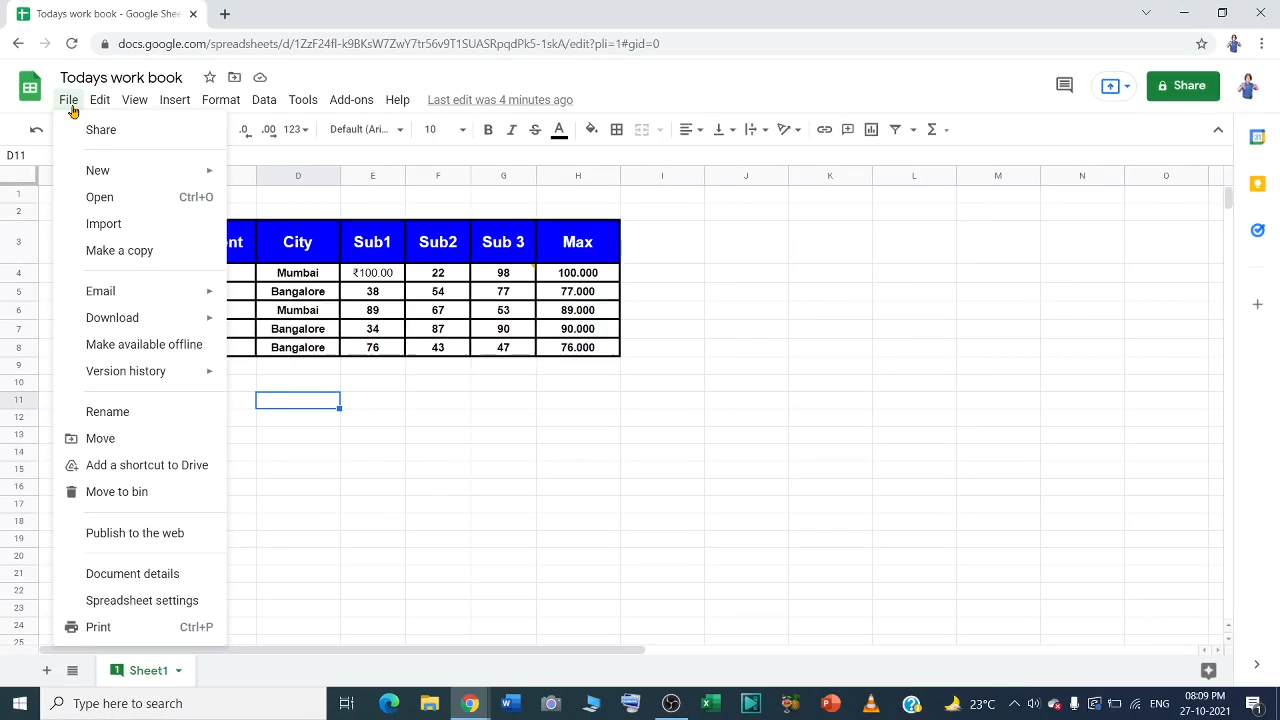 Todays work book - Google Shee
docs.google.com/spreadsheets/d/1ZzF24fl-k9BKsW7ZwY7tr56v9T1SUASRpqdPk5-1skA/edit?pli=1#gid=0
Todays work book
File Edit View Insert Format Data Tools Add-ons Help Last edit was 4 minutes ago
Share
.0 .00 123 Default (Ari... 10 B I S A Σ
D11
D E F G H I J K L M N O
Share
New
Open Ctrl+O
Import
Make a copy
Email
Download
Make available offline
Version history
Rename
Move
Add a shortcut to Drive
Move to bin
Publish to the web
Document details
Spreadsheet settings
Print Ctrl+P
1
2
3 nt City Sub1 Sub2 Sub 3 Max
4 Mumbai ₹100.00 22 98 100.000
5 Bangalore 38 54 77 77.000
6 Mumbai 89 67 53 89.000
7 Bangalore 34 87 90 90.000
8 Bangalore 76 43 47 76.000
9
10
11
12
13
14
15
16
17
18
19
20
21
22
23
24
25
1 Sheet1
Type here to search
23°C
08:09 PM
27-10-2021